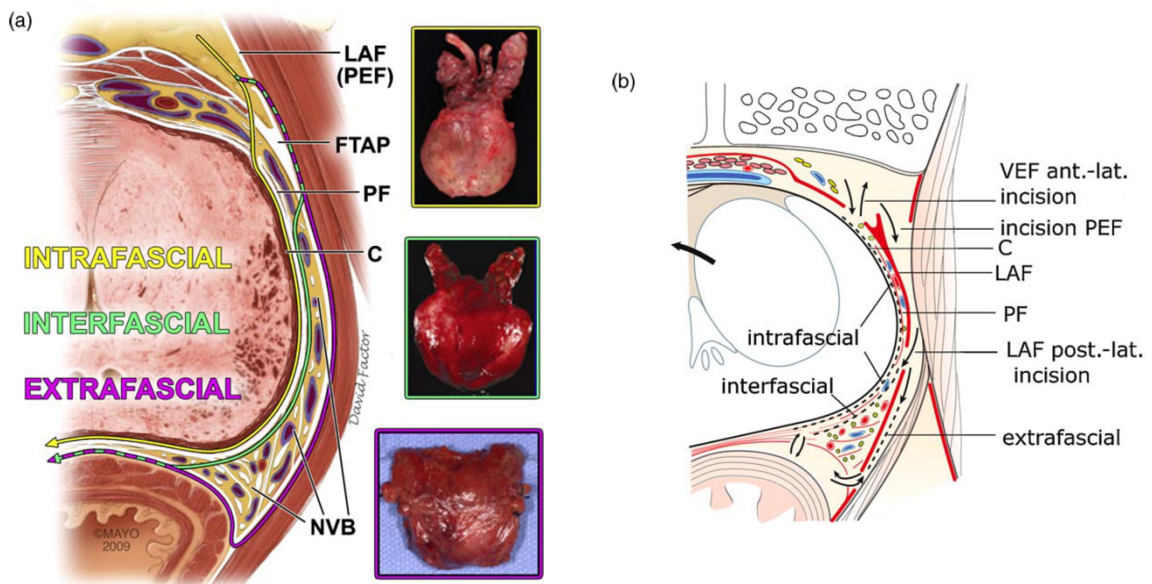 (a)
LAF
(PEF)
FTAP
PF
C
INTRAFASCIAL
INTERFASCIAL
EXTRAFASCIAL
NVB
David Factor
©MAYO
2009
(b)
VEF ant.-lat.
incision
incision PEF
C
LAF
PF
intrafascial
LAF post.-lat.
incision
interfascial
extrafascial